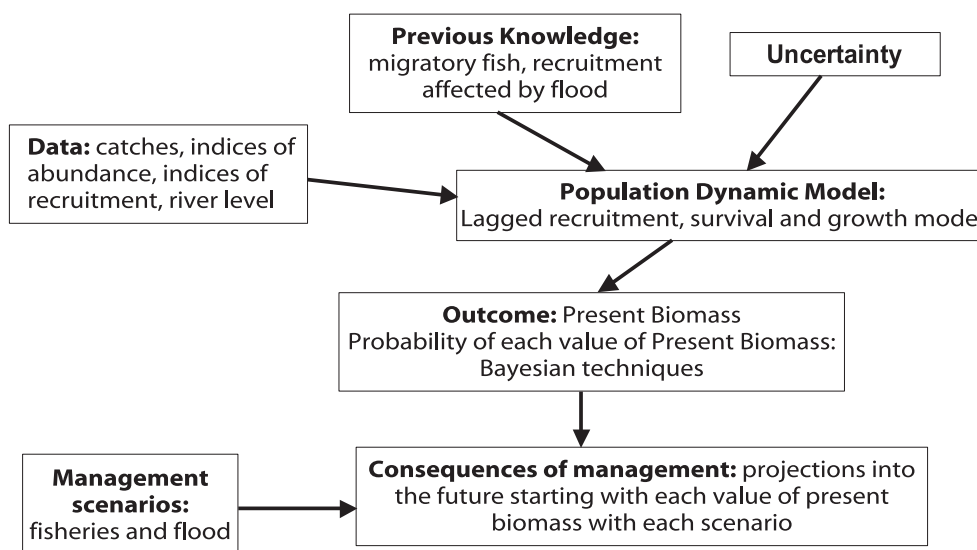 Previous Knowledge:
migratory fish, recruitment
affected by flood
Uncertainty
Data: catches, indices of
abundance, indices of
recruitment, river level
Population Dynamic Model:
Lagged recruitment, survival and growth mode
Outcome: Present Biomass
Probability of each value of Present Biomass:
Bayesian techniques
Management
scenarios:
fisheries and flood
Consequences of management: projections into
the future starting with each value of present
biomass with each scenario